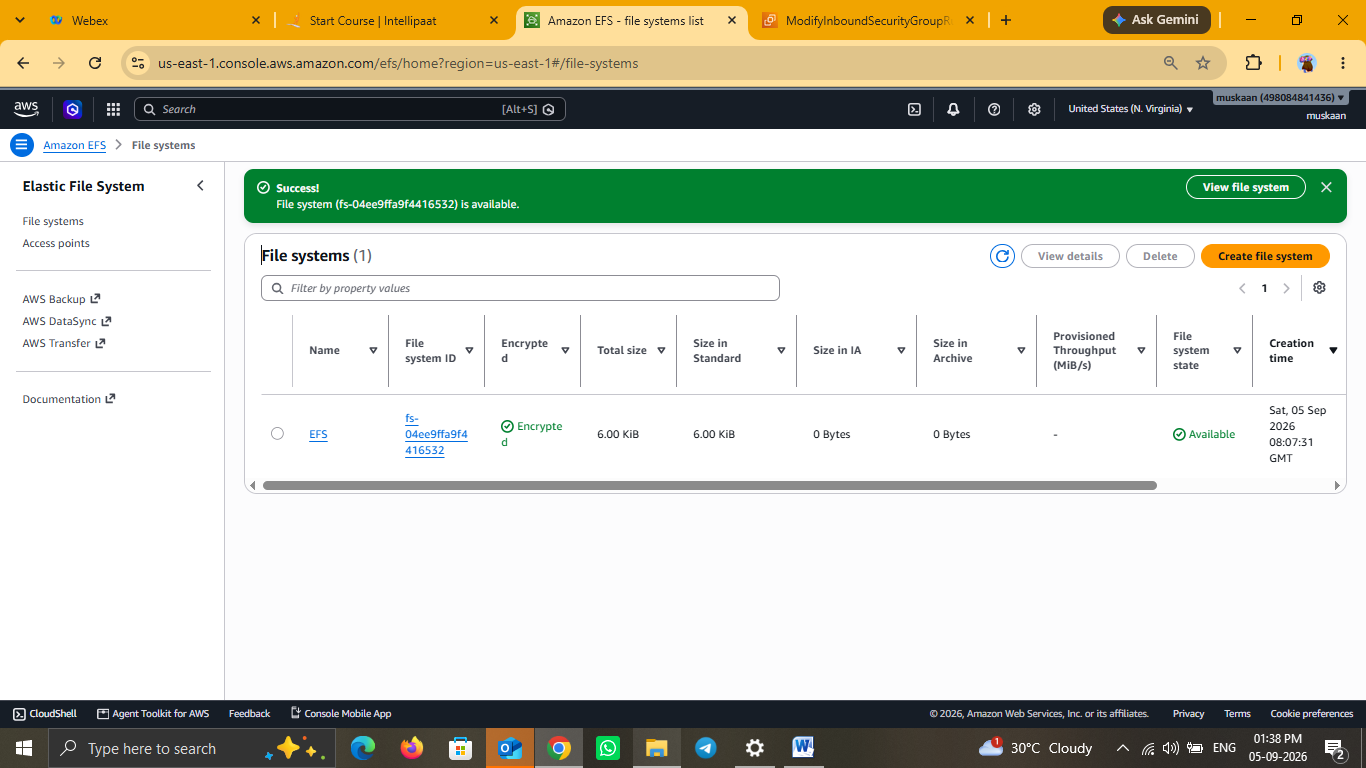 Webex
Start Course | Intellipaat
Amazon EFS - file systems list
ModifyInboundSecurityGroupR
Ask Gemini
us-east-1.console.aws.amazon.com/efs/home?region=us-east-1#/file-systems
aws
Search
[Alt+S]
United States (N. Virginia)
muskaan (498084841436)
muskaan
Amazon EFS
File systems
Elastic File System
File systems
Access points
AWS Backup
AWS DataSync
AWS Transfer
Documentation
Success!
File system (fs-04ee9ffa9f4416532) is available.
View file system
File systems (1)
View details
Delete
Create file system
Filter by property values
1
Name
File
system ID
Encrypte
d
Total size
Size in
Standard
Size in IA
Size in
Archive
Provisioned
Throughput
(MiB/s)
File
system
state
Creation
time
EFS
fs-
04ee9ffa9f4
416532
Encrypte
d
6.00 KiB
6.00 KiB
0 Bytes
0 Bytes
-
Available
Sat, 05 Sep
2026
08:07:31
GMT
CloudShell
Agent Toolkit for AWS
Feedback
Console Mobile App
© 2026, Amazon Web Services, Inc. or its affiliates.
Privacy
Terms
Cookie preferences
Type here to search
1
30°C Cloudy
ENG
01:38 PM
05-09-2026
2